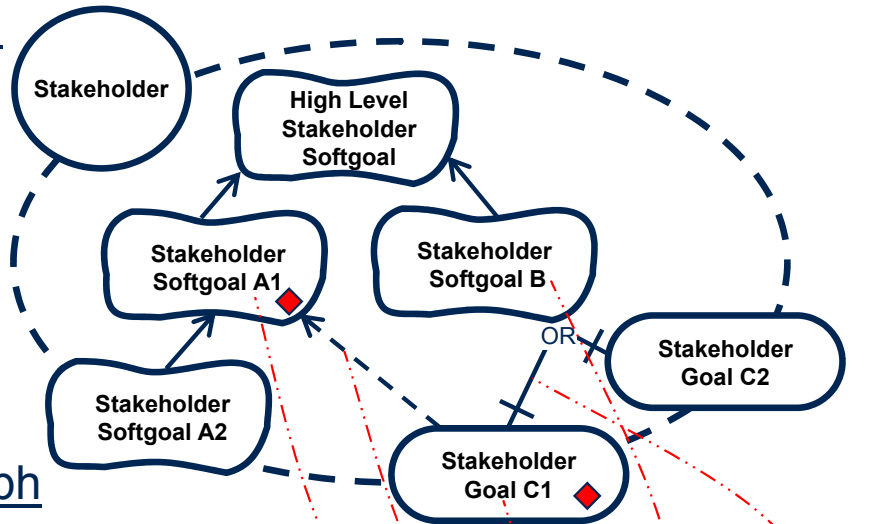 Stakeholder
High Level
Stakeholder
Softgoal
Stakeholder
Softgoal A1
Stakeholder
Softgoal B
OR
Stakeholder
Goal C2
Stakeholder
Softgoal A2
Stakeholder
Goal C1